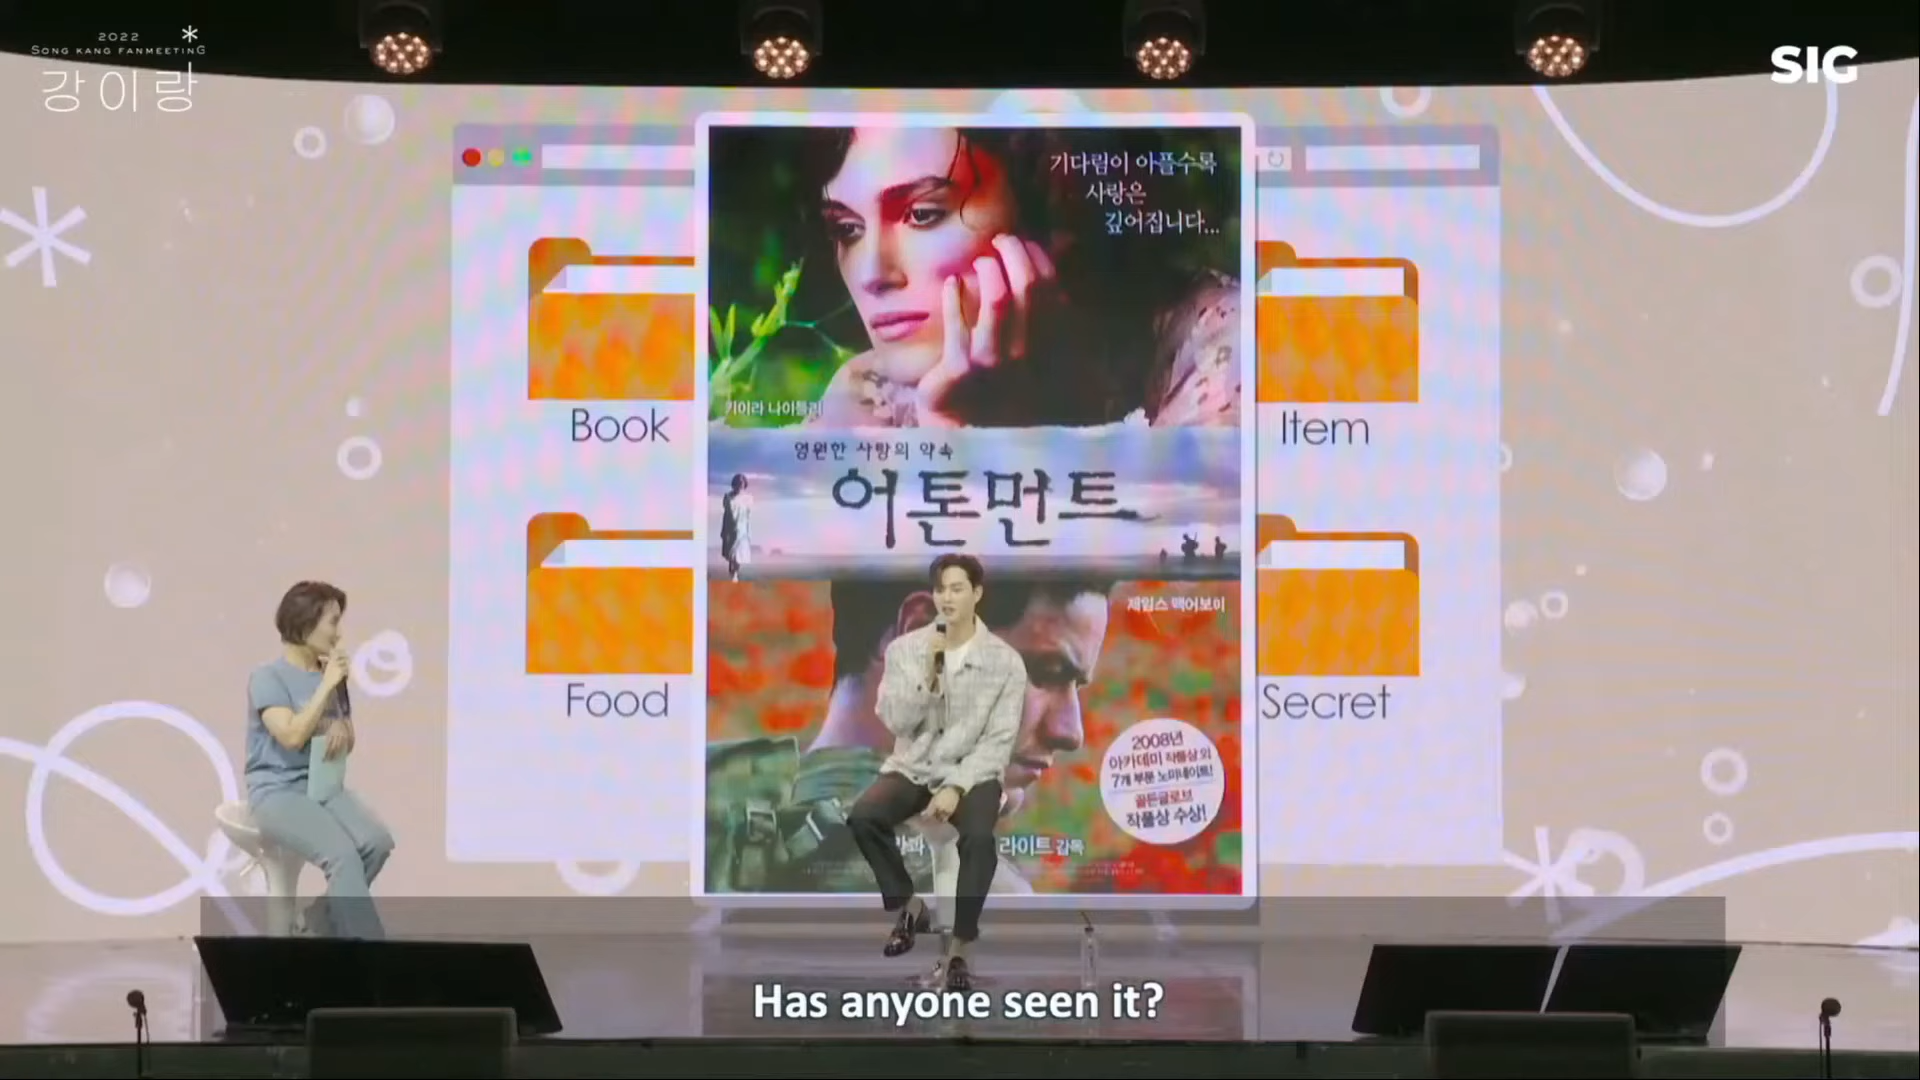 2022
SONG KANG FANMEETING
강이랑
SIG
기다림이 아플수록
사랑은
깊어집니다...
키이라 나이틀리
Book
Item
영원한 사랑의 약속
어톤먼트
제임스 맥어보이
Food
Secret
2008년
아카데미 작품상 외
7개 부문 노미네이트!
골든글로브
작품상 수상!
라이트 감독
Has anyone seen it?